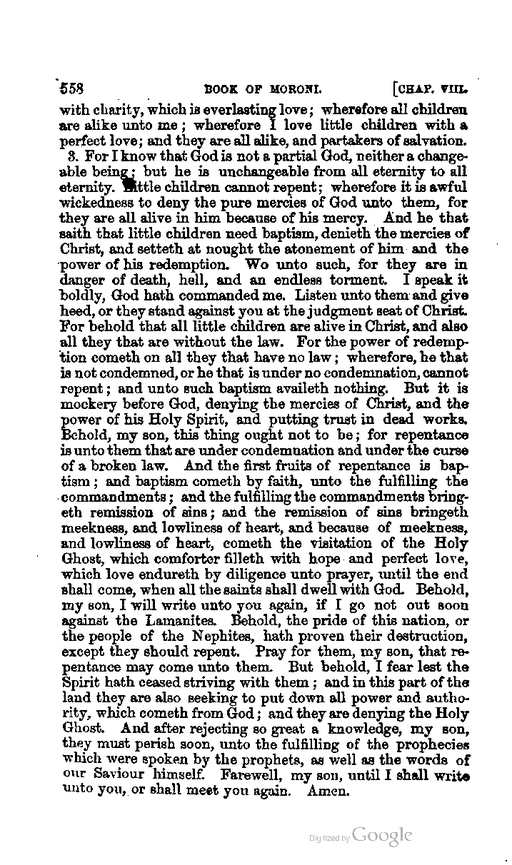 558 BOOK OF MORONI. [CHAP. VIII.
with charity, which is everlasting love; wherefore all children
are alike unto me; wherefore I love little children with a
perfect love; and they are all alike, and partakers of salvation.
3. For I know that God is not a partial God, neither a change-
able being; but he is unchangeable from all eternity to all
eternity. Little children cannot repent; wherefore it is awful
wickedness to deny the pure mercies of God unto them, for
they are all alive in him because of his mercy. And he that
saith that little children need baptism, denieth the mercies of
Christ, and setteth at nought the atonement of him and the
power of his redemption. Wo unto such, for they are in
danger of death, hell, and an endless torment. I speak it
boldly, God hath commanded me. Listen unto them and give
heed, or they stand against you at the judgment seat of Christ.
For behold that all little children are alive in Christ, and also
all they that are without the law. For the power of redemp-
tion cometh on all they that have no law; wherefore, he that
is not condemned, or he that is under no condemnation, cannot
repent; and unto such baptism availeth nothing. But it is
mockery before God, denying the mercies of Christ, and the
power of his Holy Spirit, and putting trust in dead works.
Behold, my son, this thing ought not to be; for repentance
is unto them that are under condemnation and under the curse
of a broken law. And the first fruits of repentance is bap-
tism; and baptism cometh by faith, unto the fulfilling the
commandments; and the fulfilling the commandments bring-
eth remission of sins; and the remission of sins bringeth
meekness, and lowliness of heart, and because of meekness,
and lowliness of heart, cometh the visitation of the Holy
Ghost, which comforter filleth with hope and perfect love,
which love endureth by diligence unto prayer, until the end
shall come, when all the saints shall dwell with God. Behold,
my son, I will write unto you again, if I go not out soon
against the Lamanites. Behold, the pride of this nation, or
the people of the Nephites, hath proven their destruction,
except they should repent. Pray for them, my son, that re-
pentance may come unto them. But behold, I fear lest the
Spirit hath ceased striving with them; and in this part of the
land they are also seeking to put down all power and autho-
rity, which cometh from God; and they are denying the Holy
Ghost. And after rejecting so great a knowledge, my son,
they must perish soon, unto the fulfilling of the prophecies
which were spoken by the prophets, as well as the words of
our Saviour himself. Farewell, my son, until I shall write
unto you, or shall meet you again. Amen.
Digitized by Google